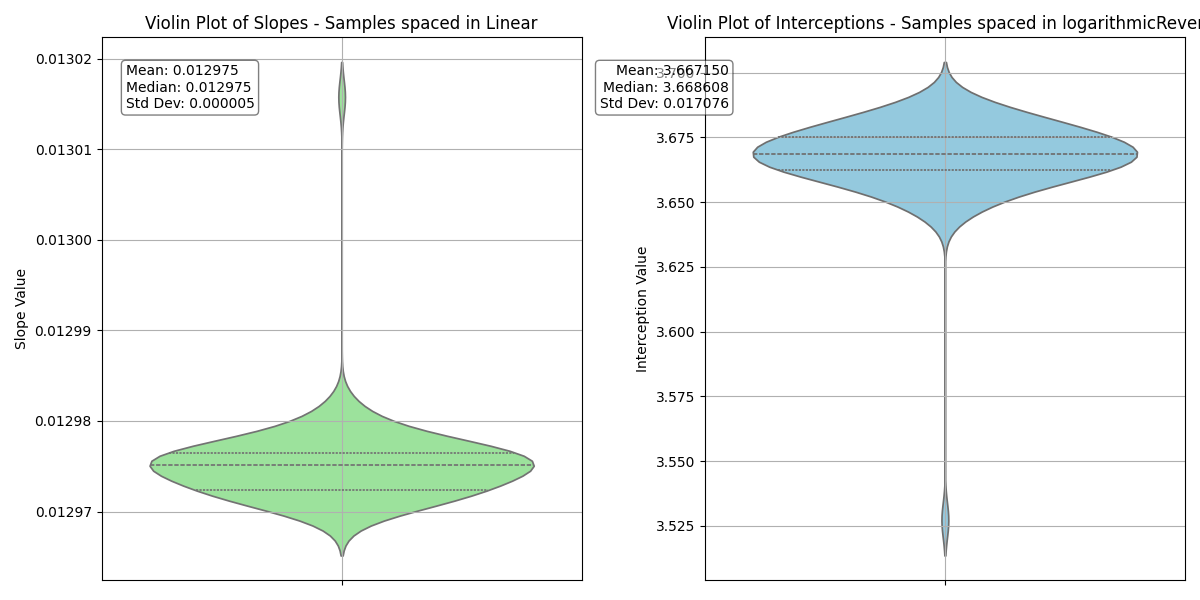 Violin Plot of Slopes - Samples spaced in Linear
Mean: 0.012975
Median: 0.012975
Std Dev: 0.000005
Slope Value
0.01302
0.01301
0.01300
0.01299
0.01298
0.01297
Violin Plot of Interceptions - Samples spaced in logarithmicRever
Mean: 3.667150
Median: 3.668608
Std Dev: 0.017076
Interception Value
3.700
3.675
3.650
3.625
3.600
3.575
3.550
3.525